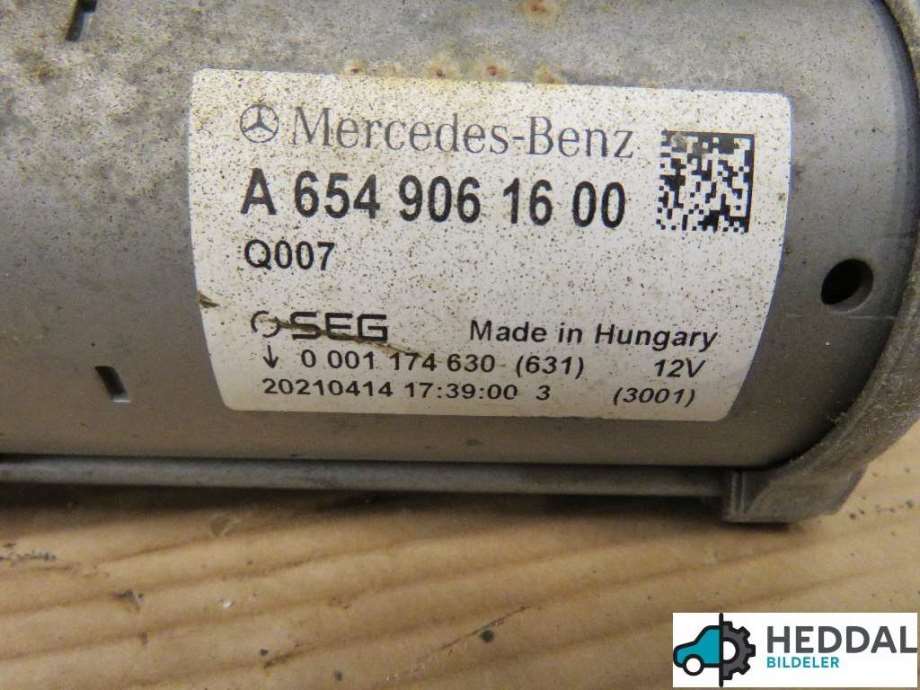 Mercedes-Benz
A 654 906 16 00
Q007
SEG Made in Hungary
↓ 0 001 174 630 (631) 12V
20210414 17:39:00 3 (3001)
HEDDAL
BILDELER